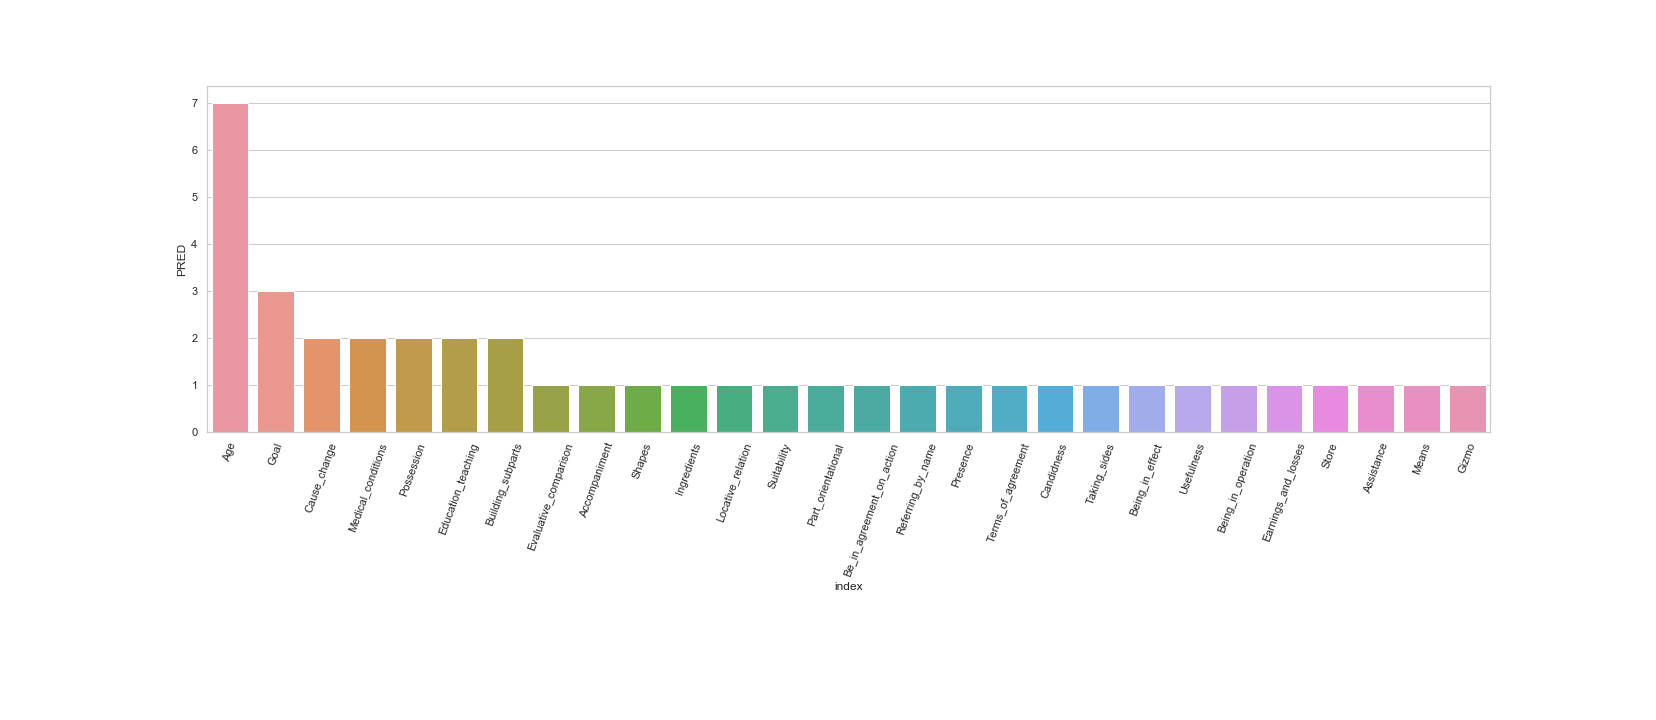 7
6
5
4
3
2
1
0
PRED
Age
Goal
Cause_change
Medical_conditions
Possession
Education_teaching
Building_subparts
Evaluative_comparison
Accompaniment
Shapes
Ingredients
Locative_relation
Suitability
Part_orientational
Be_in_agreement_on_action
Referring_by_name
Presence
Terms_of_agreement
Candidness
Taking_sides
Being_in_effect
Usefulness
Being_in_operation
Earnings_and_losses
Store
Assistance
Means
Gizmo
index